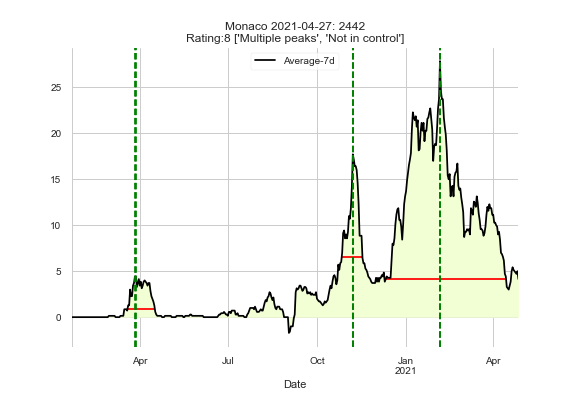 Monaco 2021-04-27: 2442
Rating:8 ['Multiple peaks', 'Not in control']
Average-7d
25
20
15
10
5
0
Apr
Jul
Oct
Jan
2021
Apr
Date